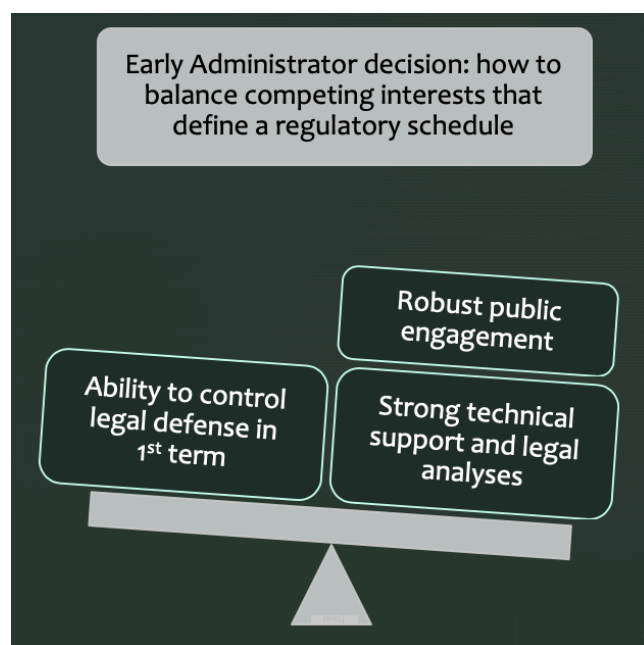 Early Administrator decision: how to
balance competing interests that
define a regulatory schedule
Robust public
engagement
Ability to control
legal defense in
1st term
Strong technical
support and legal
analyses